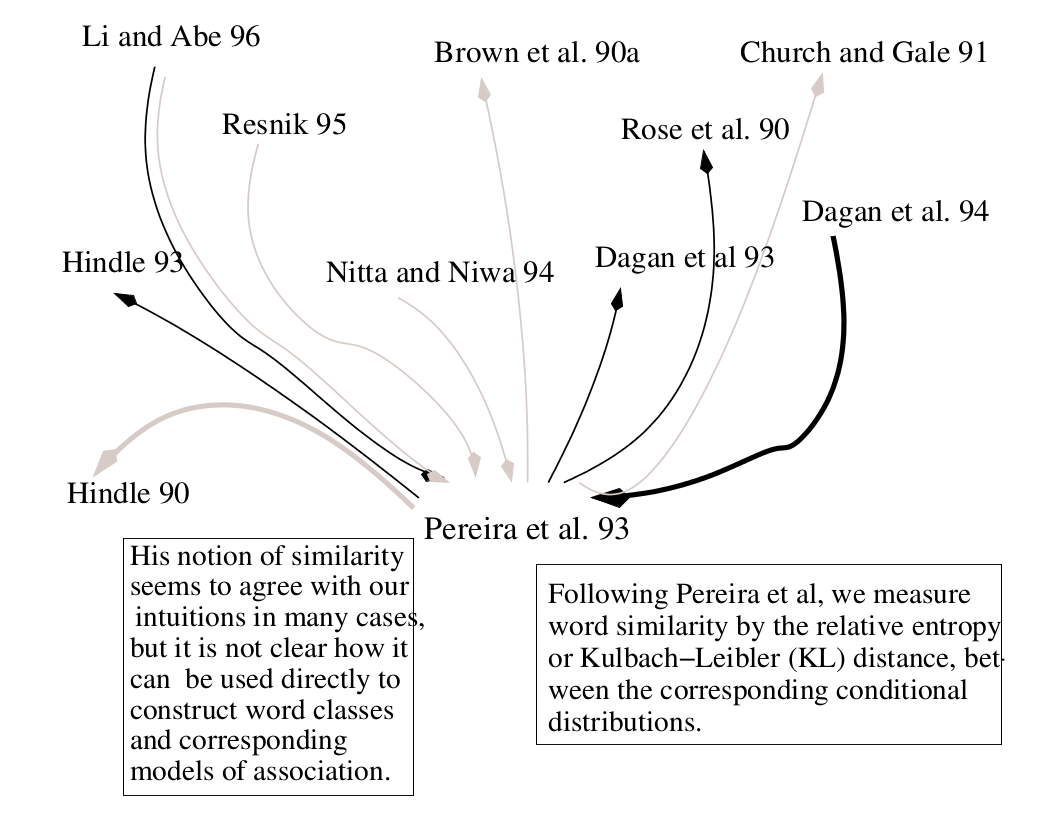 Li and Abe 96
Brown et al. 90a
Church and Gale 91
Resnik 95
Rose et al. 90
Dagan et al. 94
Hindle 93
Nitta and Niwa 94
Dagan et al 93
Hindle 90
Pereira et al. 93
His notion of similarity
seems to agree with our
intuitions in many cases,
but it is not clear how it
can be used directly to
construct word classes
and corresponding
models of association.
Following Pereira et al, we measure
word similarity by the relative entropy
or Kulbach−Leibler (KL) distance, bet-
ween the corresponding conditional
distributions.